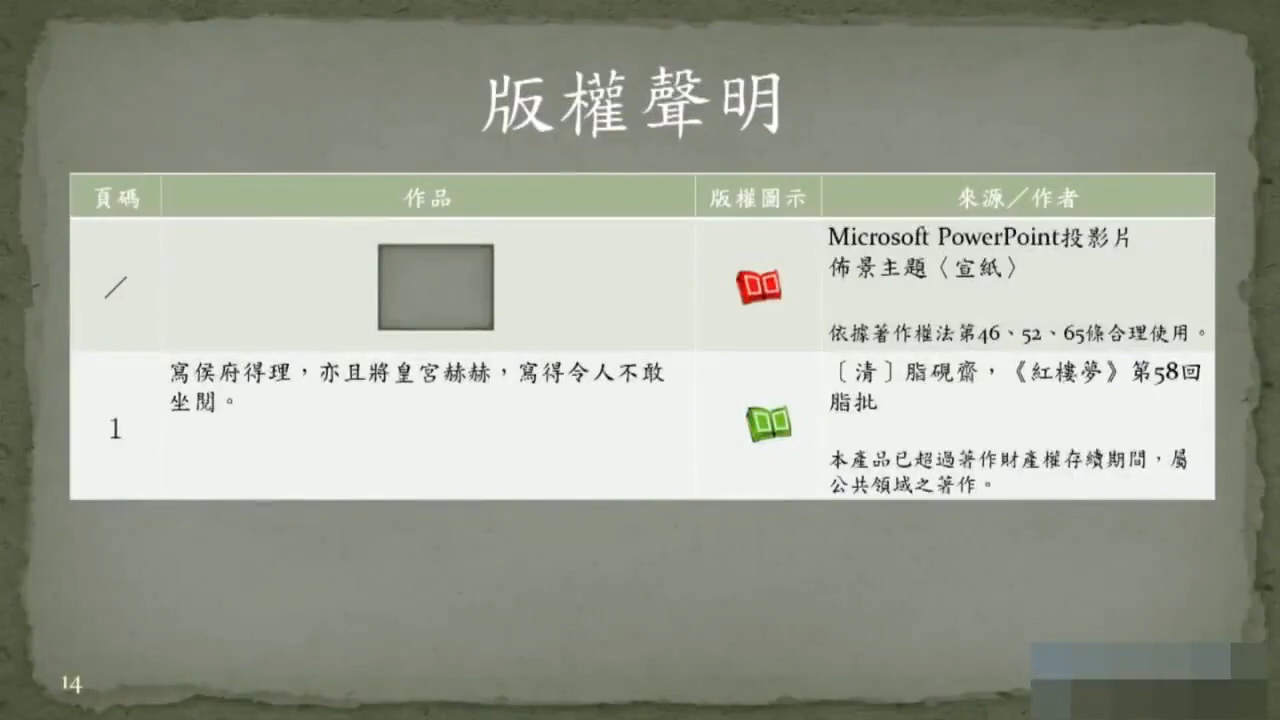 版權聲明
頁碼 作品 版權圖示 來源／作者
／
Microsoft PowerPoint投影片
佈景主題〈宣紙〉
依據著作權法第46、52、65條合理使用。
1
寫侯府得理，亦且將皇宮赫赫，寫得令人不敢
坐閱。
〔清〕脂硯齋，《紅樓夢》第58回
脂批
本產品已超過著作財產權存續期間，屬
公共領域之著作。
14